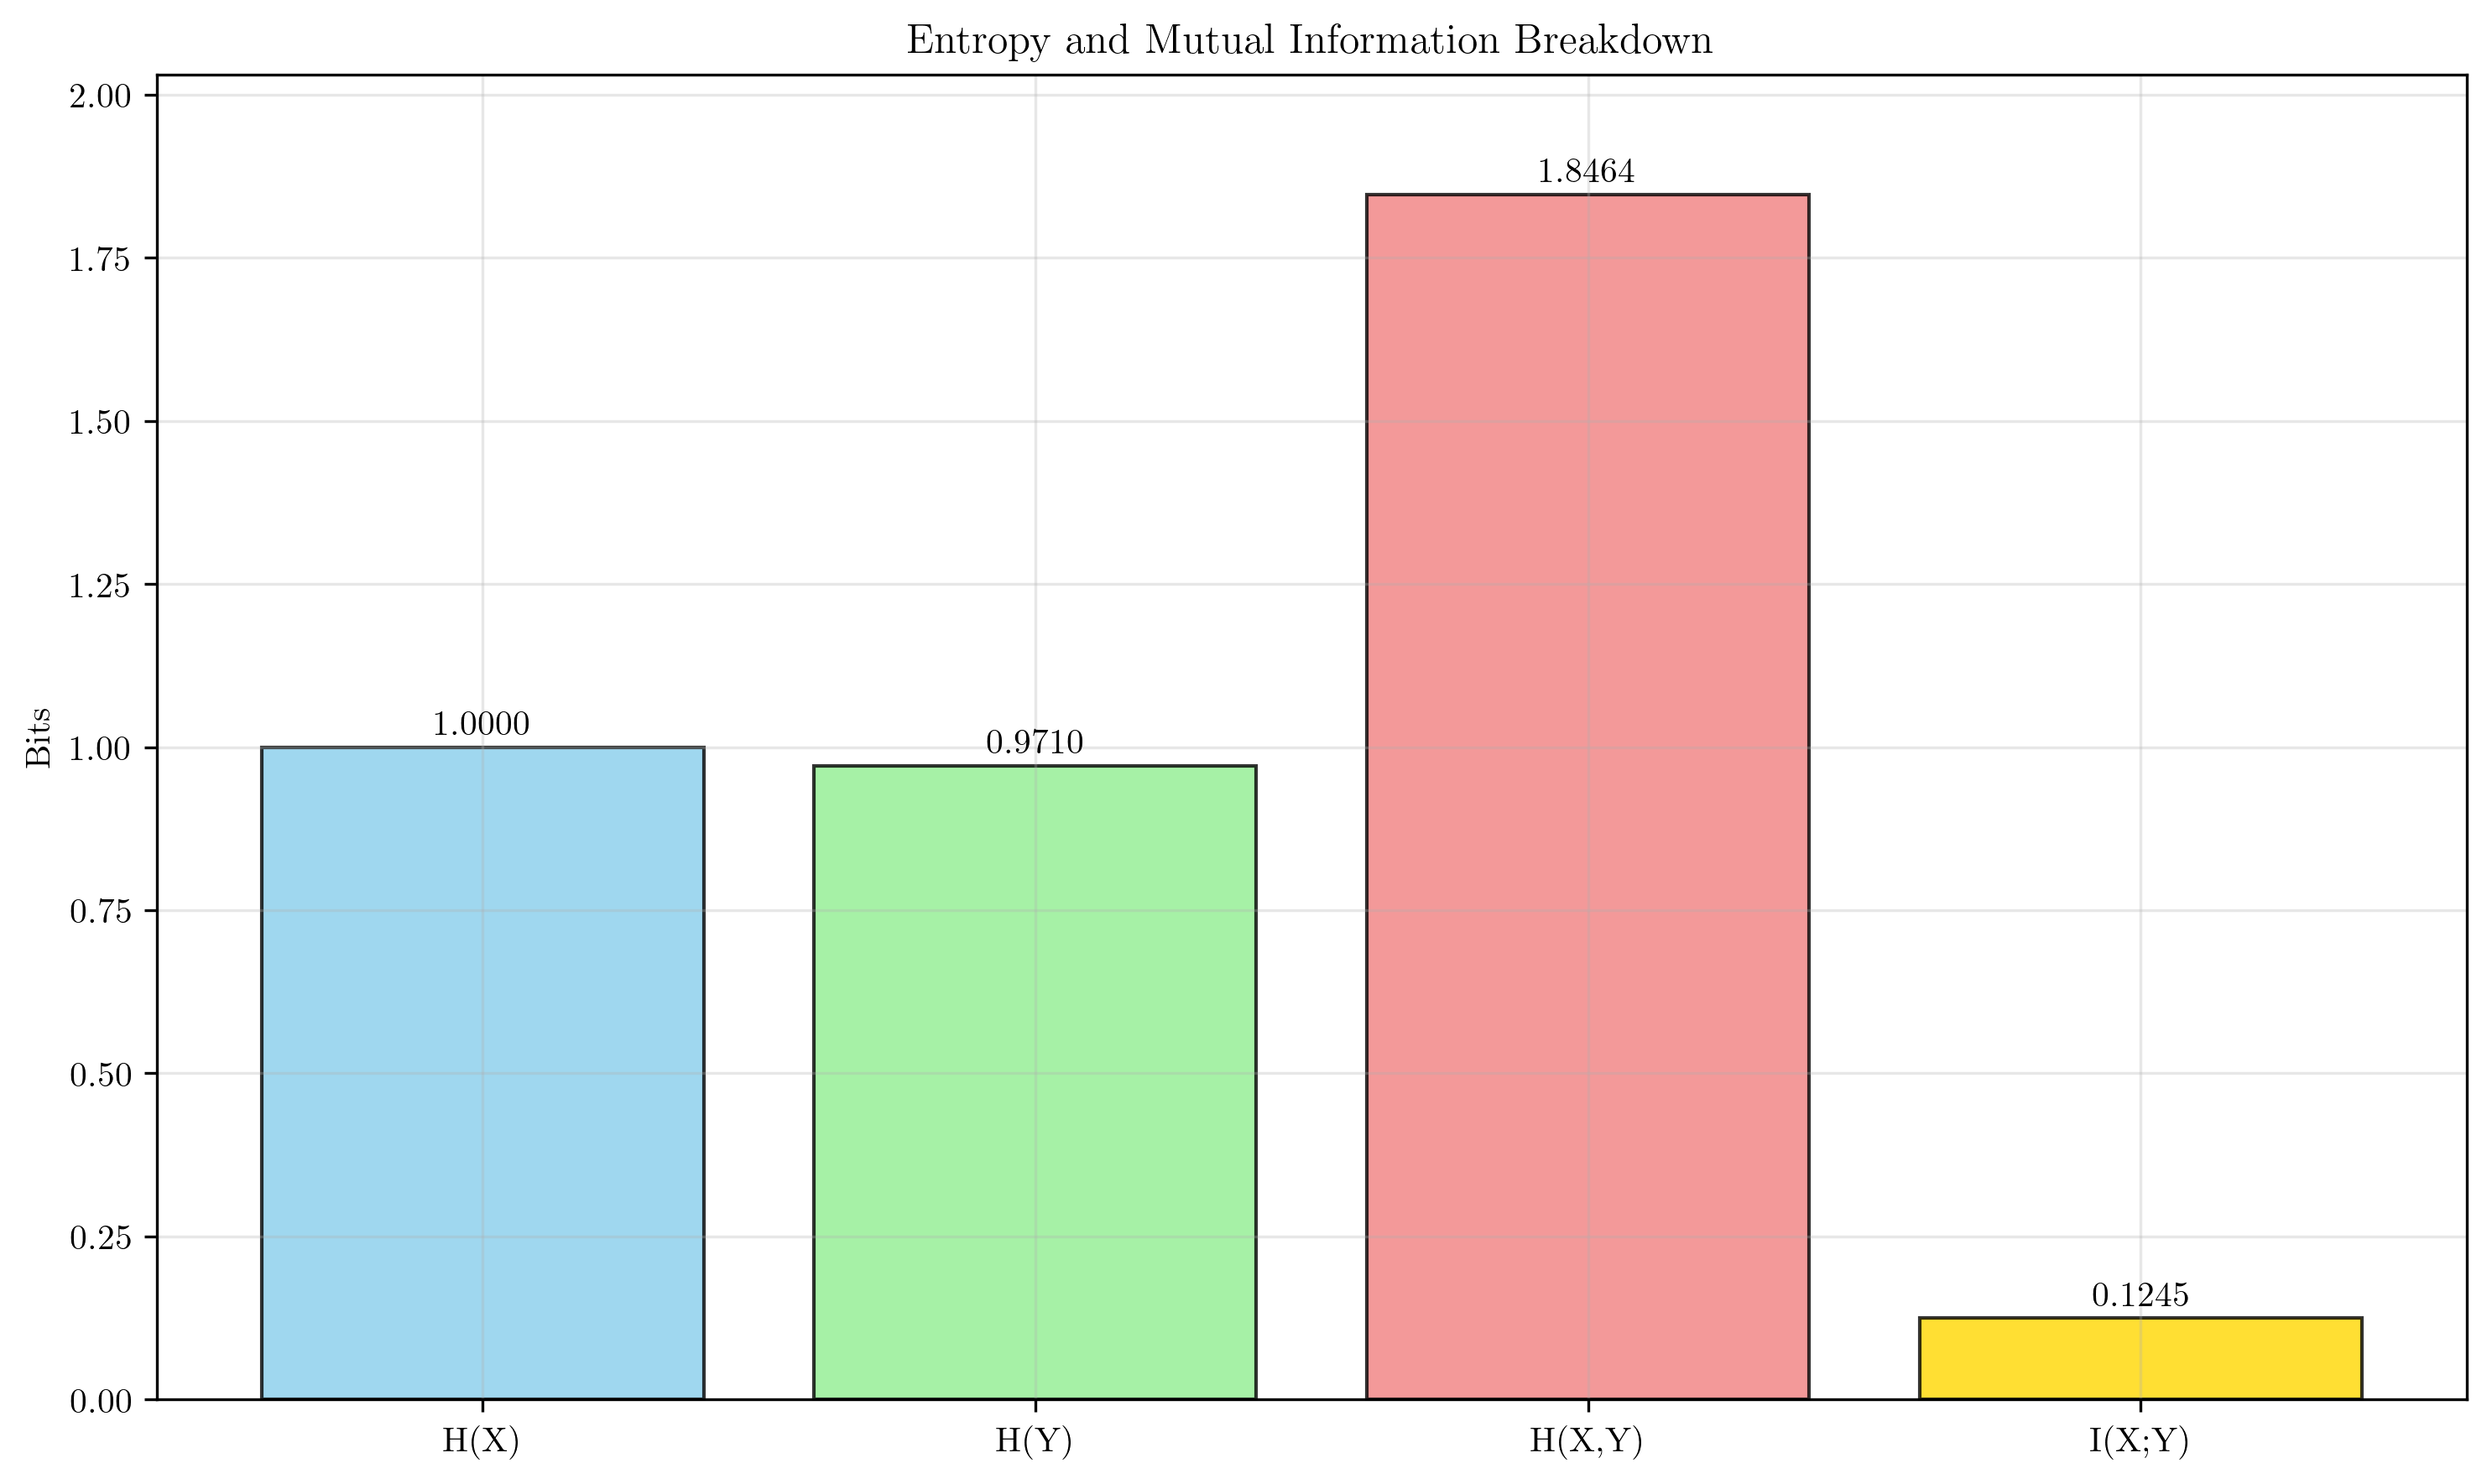 Entropy and Mutual Information Breakdown
Bits
2.00
1.75
1.50
1.25
1.00
0.75
0.50
0.25
0.00
1.0000
0.9710
1.8464
0.1245
H(X)
H(Y)
H(X,Y)
I(X;Y)